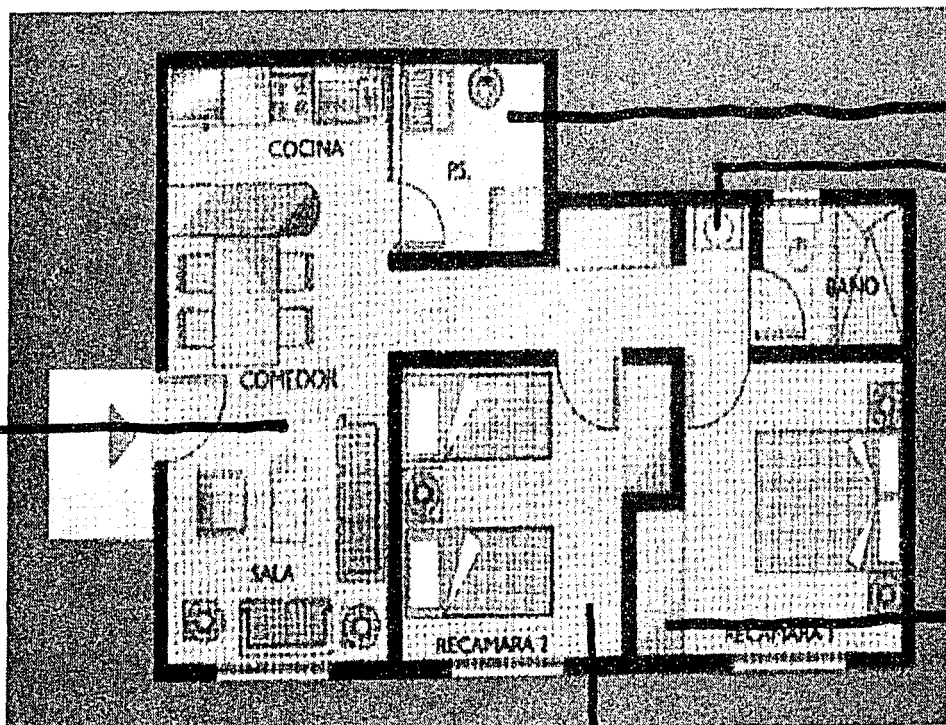 COCINA
P.S.
BAÑO
COMEDOR
SALA
RECAMARA 2
RECAMARA 1